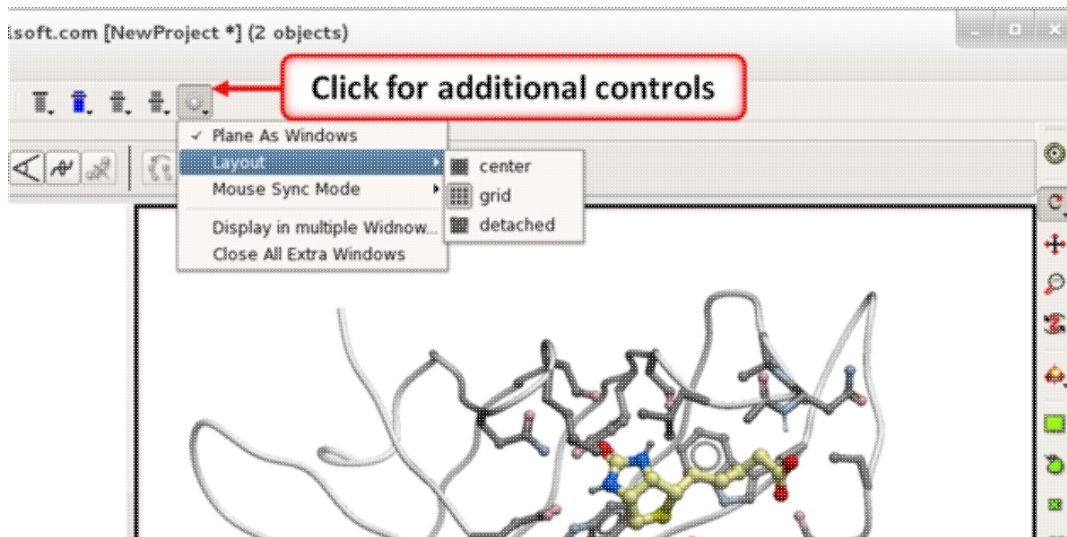 lsoft.com [NewProject *] (2 objects)
Click for additional controls
✓ Plane As Windows
Layout
Mouse Sync Mode
Display in multiple Widnow...
Close All Extra Windows
center
grid
detached